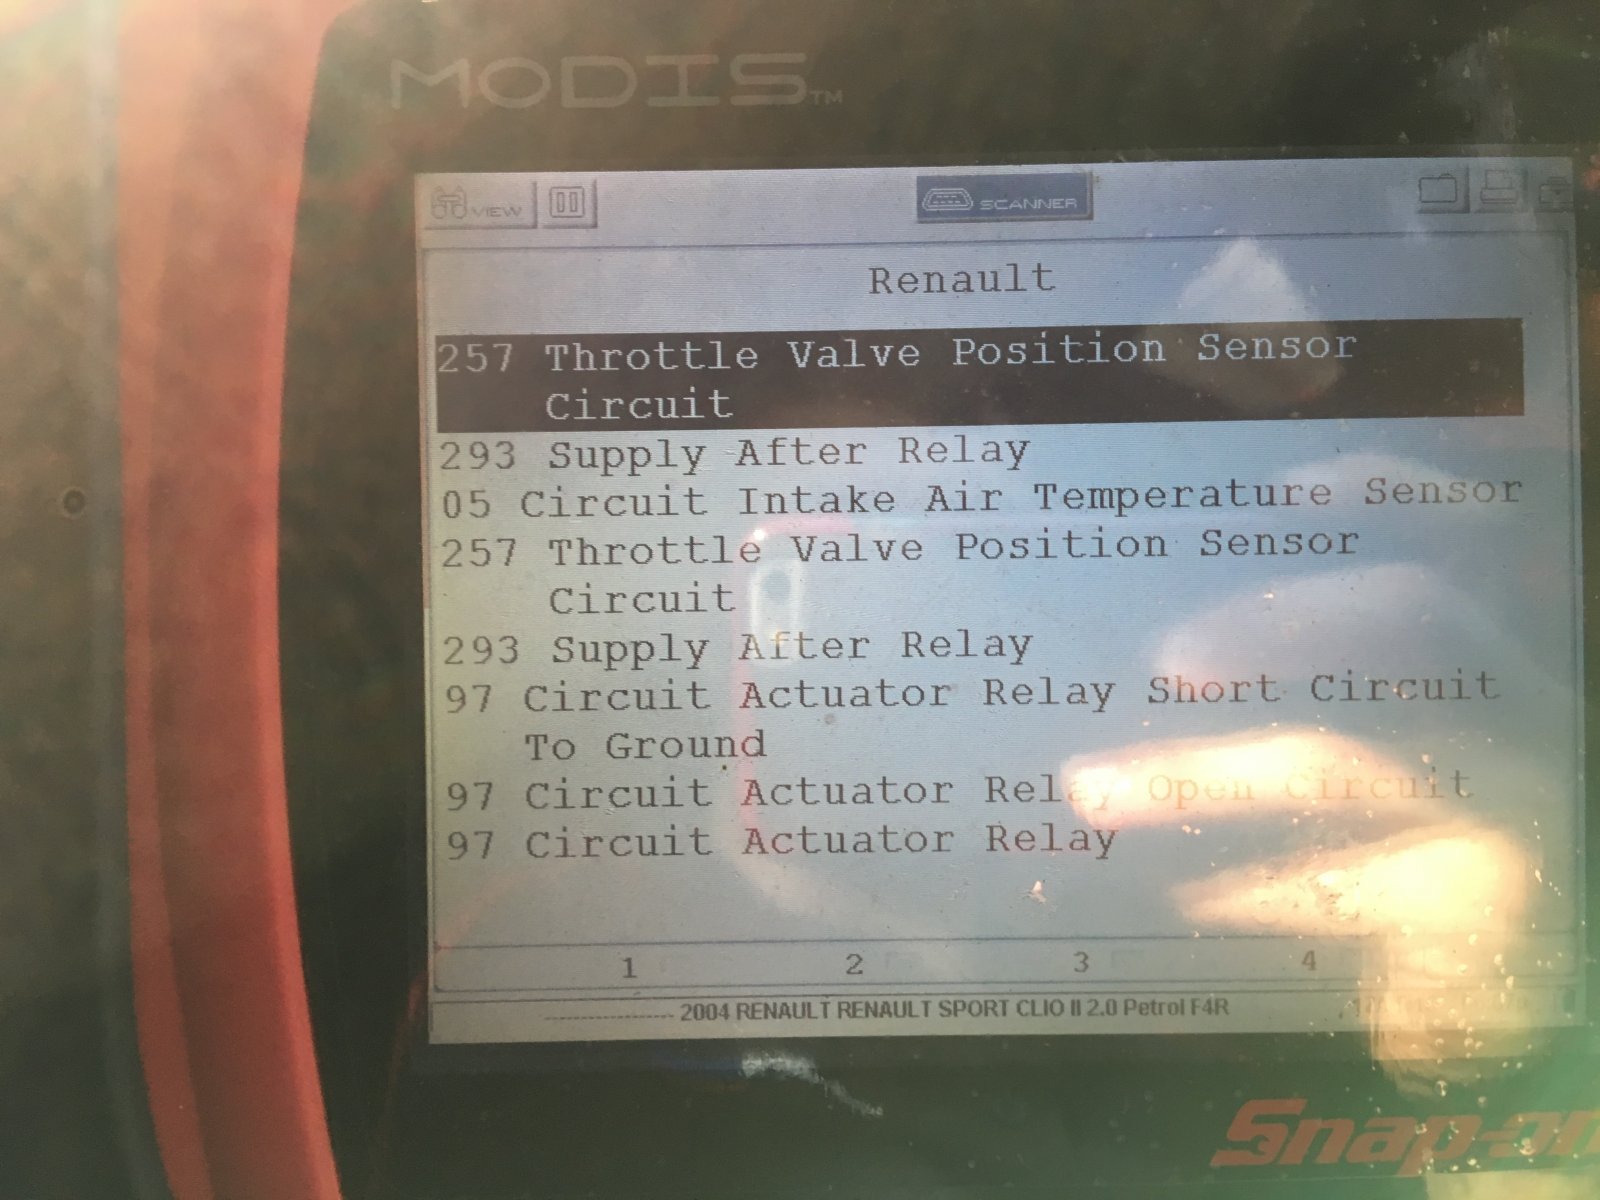 MODIS™
VIEW
SCANNER
Renault
257 Throttle Valve Position Sensor
Circuit
293 Supply After Relay
05 Circuit Intake Air Temperature Sensor
257 Throttle Valve Position Sensor
Circuit
293 Supply After Relay
97 Circuit Actuator Relay Short Circuit
To Ground
97 Circuit Actuator Relay Open Circuit
97 Circuit Actuator Relay
1 2 3 4
2004 RENAULT RENAULT SPORT CLIO II 2.0 Petrol F4R
Snap-on